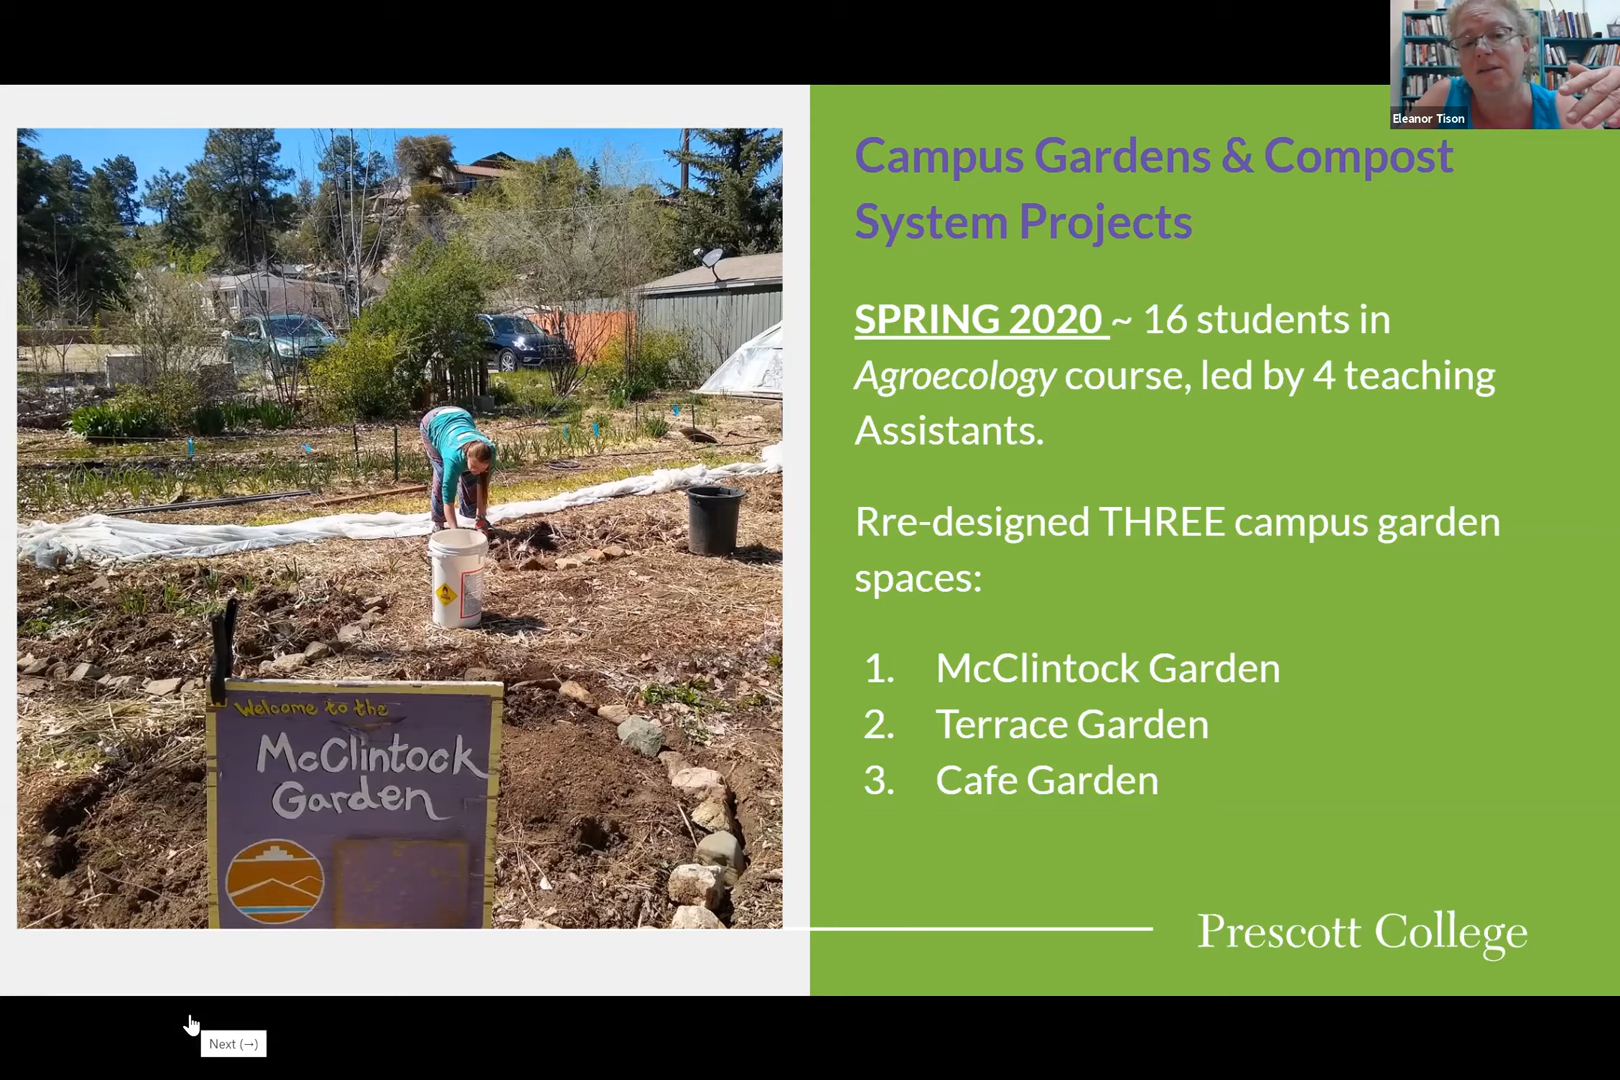 Eleanor Tison
Campus Gardens & Compost
System Projects
SPRING 2020 ~ 16 students in
Agroecology course, led by 4 teaching
Assistants.
Rre-designed THREE campus garden
spaces:
1. McClintock Garden
2. Terrace Garden
3. Cafe Garden
Welcome to the
McClintock
Garden
Prescott College
Next (→)